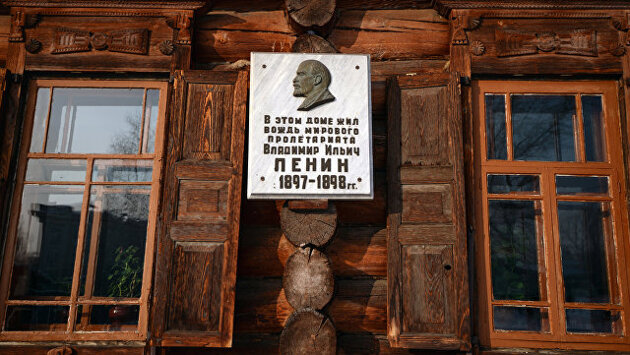 В ЭТОМ ДОМЕ ЖИЛ
ВОЖДЬ МИРОВОГО
ПРОЛЕТАРИАТА
ВЛАДИМИР ИЛЬИЧ
ЛЕНИН
1897-1898 гг.